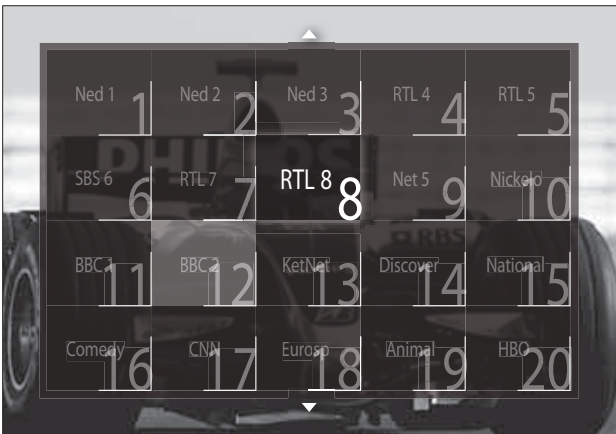 Ned 1 1 Ned 2 2 Ned 3 3 RTL 4 4 RTL 5 5
SBS 6 6 RTL 7 7 RTL 8 8 Net 5 9 Nickelo 10
BBC 1 11 BBC 2 12 KetNet 13 Discover 14 National 15
Comedy 16 CNN 17 Eurosp 18 Animal 19 HBO 20
PHILIPS
RBS